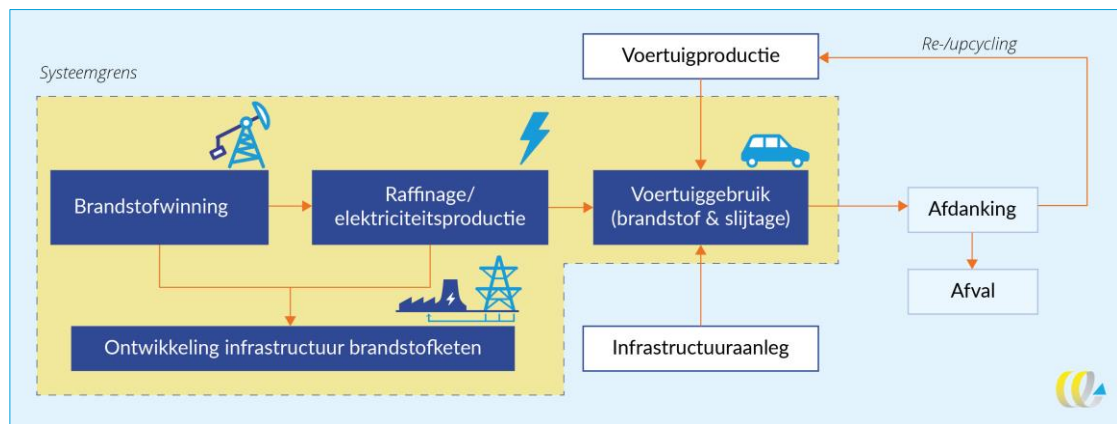 Voertuigproductie
Re-/upcycling
Systeemgrens
Brandstofwinning
Raffinage/
elektriciteitsproductie
Voertuiggebruik
(brandstof & slijtage)
Afdanking
Afval
Ontwikkeling infrastructuur brandstofketen
Infrastructuuraanleg